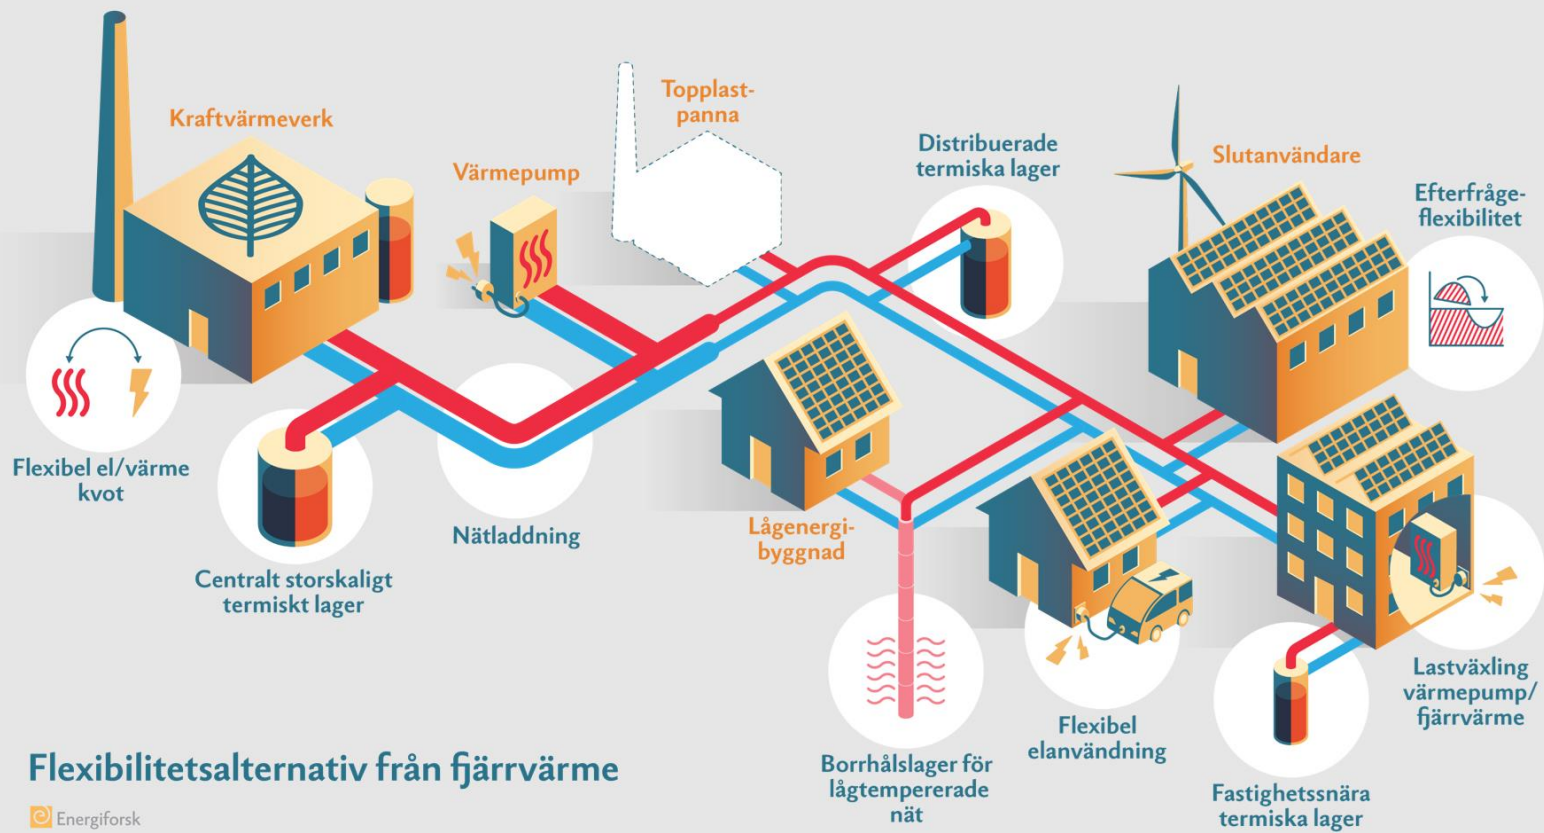 Kraftvärmeverk
Värmepump
Topplast-
panna
Distribuerade
termiska lager
Slutanvändare
Efterfråge-
flexibilitet
Flexibel el/värme
kvot
Centralt storskaligt
termiskt lager
Nätladdning
Lågenergi-
byggnad
Borrhålslager för
lågtempererade
nät
Flexibel
elanvändning
Fastighetssnära
termiska lager
Lastväxling
värmepump/
fjärrvärme
Flexibilitetsalternativ från fjärrvärme
Energiforsk